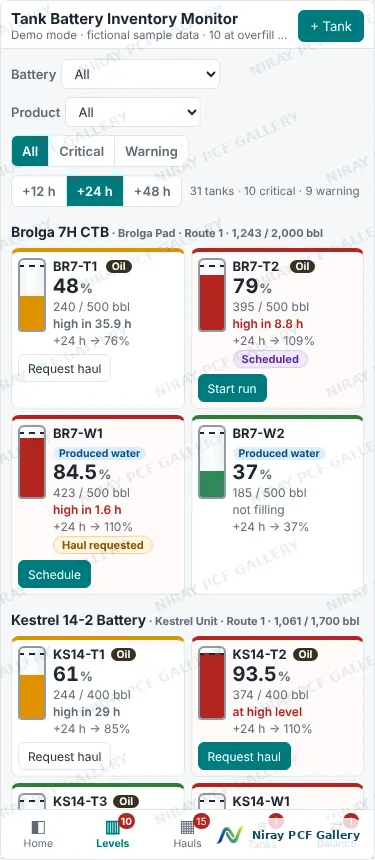 Tank Battery Inventory Monitor
Demo mode · fictional sample data · 10 at overfill ...
+ Tank
Battery All
Product All
All Critical Warning
+12 h +24 h +48 h 31 tanks · 10 critical · 9 warning
Brolga 7H CTB · Brolga Pad · Route 1 · 1,243 / 2,000 bbl
BR7-T1 Oil
48%
240 / 500 bbl
high in 35.9 h
+24 h → 76%
Request haul
BR7-T2 Oil
79%
395 / 500 bbl
high in 8.8 h
+24 h → 109%
Scheduled
Start run
BR7-W1
Produced water
84.5%
423 / 500 bbl
high in 1.6 h
+24 h → 110%
Haul requested
Schedule
BR7-W2
Produced water
37%
185 / 500 bbl
not filling
+24 h → 37%
Kestrel 14-2 Battery · Kestrel Unit · Route 1 · 1,061 / 1,700 bbl
KS14-T1 Oil
61%
244 / 400 bbl
high in 29 h
+24 h → 85%
Request haul
KS14-T2 Oil
93.5%
374 / 400 bbl
at high level
+24 h → 110%
Request haul
KS14-T3 Oil
KS14-W1
Home
Levels 10
Hauls 15
Tanks
Balance
Niray PCF Gallery
NIRAY PCF GALLERY